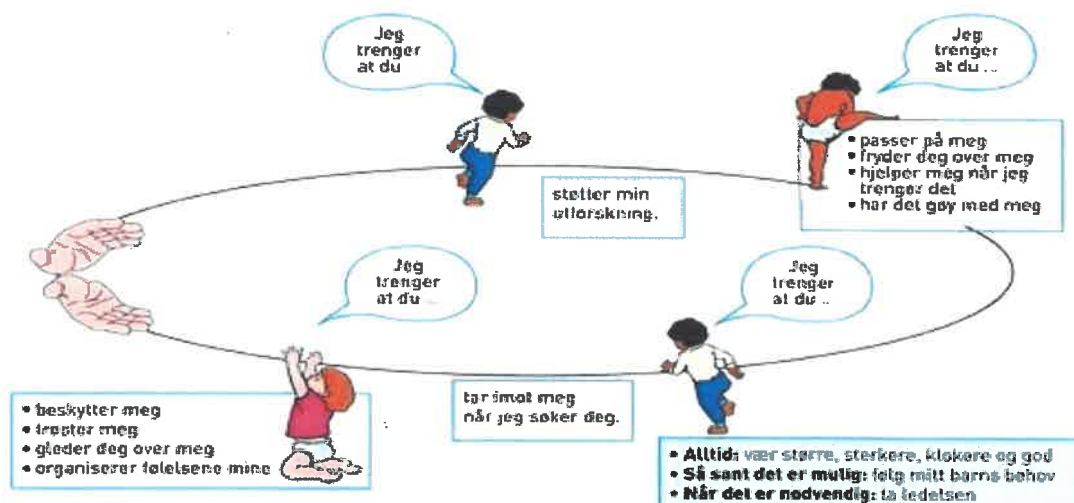 Jeg
trenger
at du
Jeg
trenger
at du ...
• passer på meg
• fryder deg over meg
• hjelper meg når jeg
trenger det
• har det gøy med meg
støtter min
utforskning.
Jeg
trenger
at du ...
Jeg
trenger
at du ..
• beskytter meg
• trøster meg
• gleder deg over meg
• organiserer følelsene mine
tar imot meg
når jeg søker deg.
• Alltid: vær større, sterkere, klokere og god
• Så sant det er mulig: følg mitt barns behov
• Når det er nødvendig: ta ledelsen